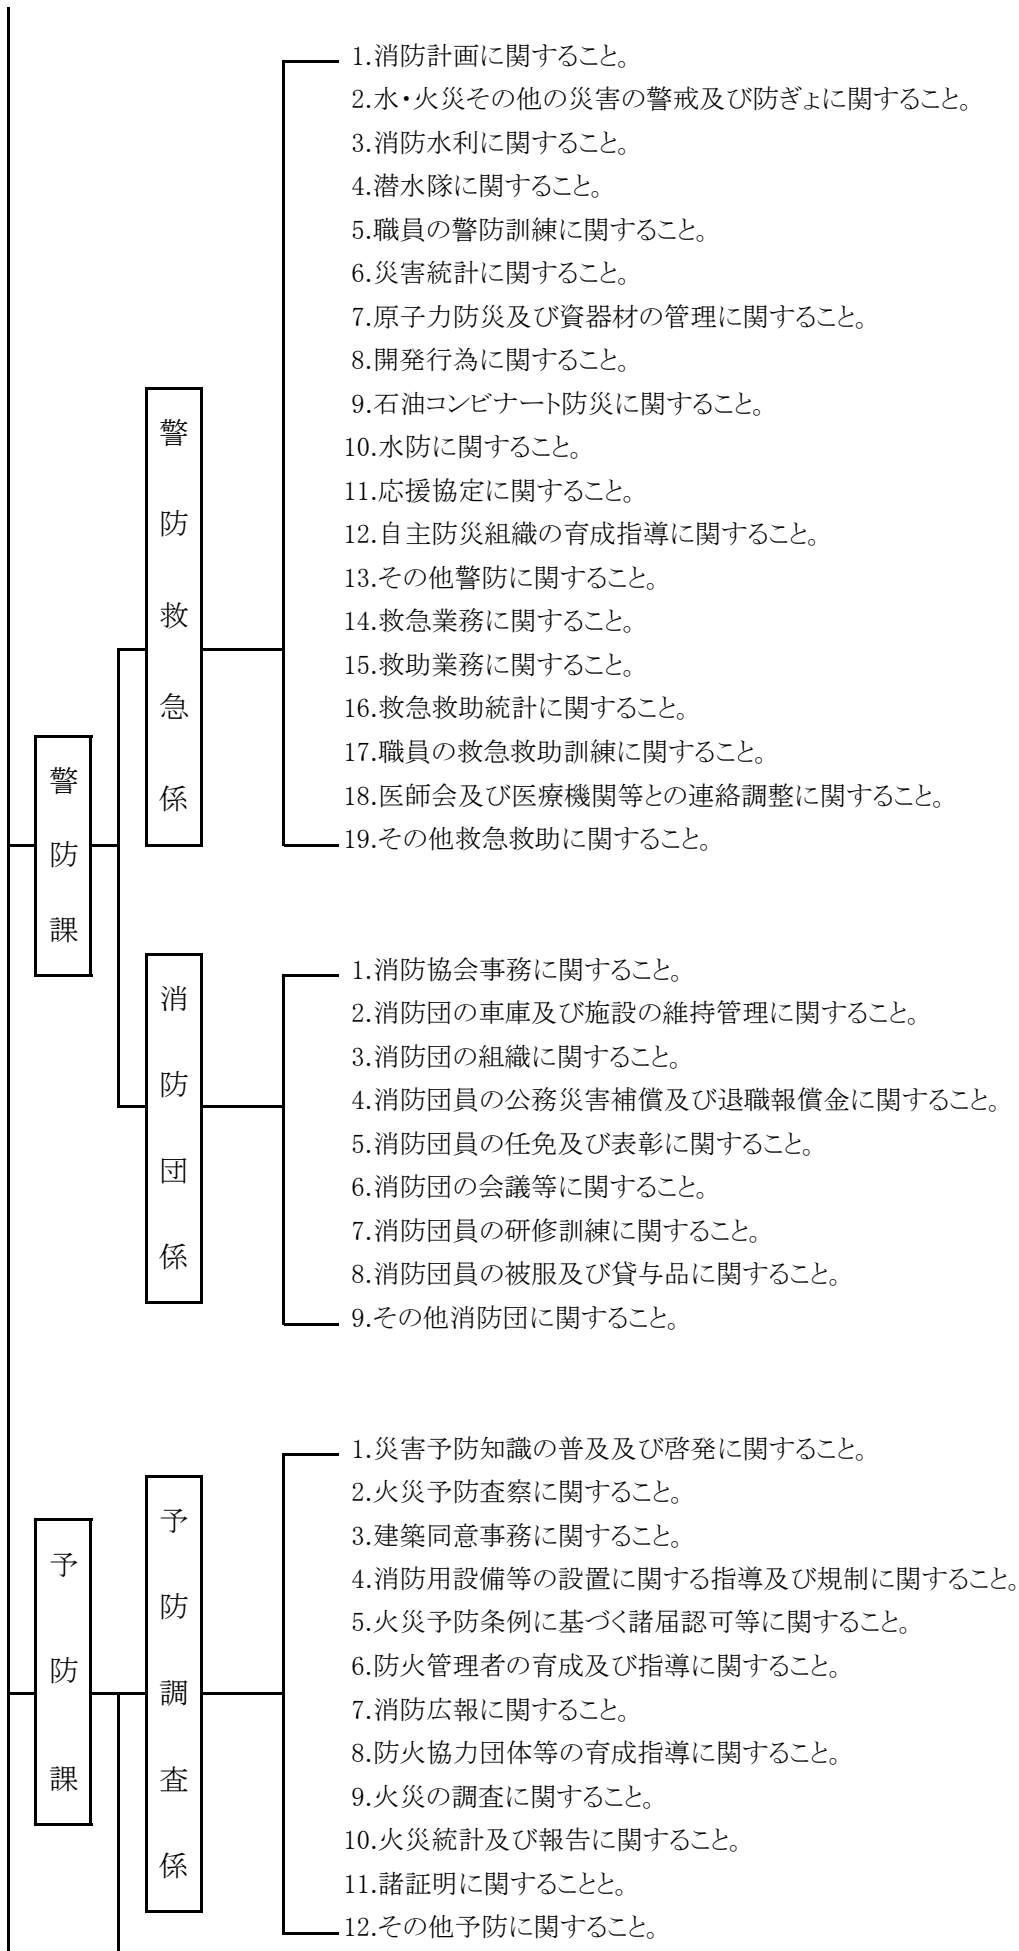 警防課
警防救急係
1.消防計画に関すること。
2.水・火災その他の災害の警戒及び防ぎょに関すること。
3.消防水利に関すること。
4.潜水隊に関すること。
5.職員の警防訓練に関すること。
6.災害統計に関すること。
7.原子力防災及び資器材の管理に関すること。
8.開発行為に関すること。
9.石油コンビナート防災に関すること。
10.水防に関すること。
11.応援協定に関すること。
12.自主防災組織の育成指導に関すること。
13.その他警防に関すること。
14.救急業務に関すること。
15.救助業務に関すること。
16.救急救助統計に関すること。
17.職員の救急救助訓練に関すること。
18.医師会及び医療機関等との連絡調整に関すること。
19.その他救急救助に関すること。
消防団係
1.消防協会事務に関すること。
2.消防団の車庫及び施設の維持管理に関すること。
3.消防団の組織に関すること。
4.消防団員の公務災害補償及び退職報償金に関すること。
5.消防団員の任免及び表彰に関すること。
6.消防団の会議等に関すること。
7.消防団員の研修訓練に関すること。
8.消防団員の被服及び貸与品に関すること。
9.その他消防団に関すること。
予防課
予防調査係
1.災害予防知識の普及及び啓発に関すること。
2.火災予防査察に関すること。
3.建築同意事務に関すること。
4.消防用設備等の設置に関する指導及び規制に関すること。
5.火災予防条例に基づく諸届認可等に関すること。
6.防火管理者の育成及び指導に関すること。
7.消防広報に関すること。
8.防火協力団体等の育成指導に関すること。
9.火災の調査に関すること。
10.火災統計及び報告に関すること。
11.諸証明に関することと。
12.その他予防に関すること。